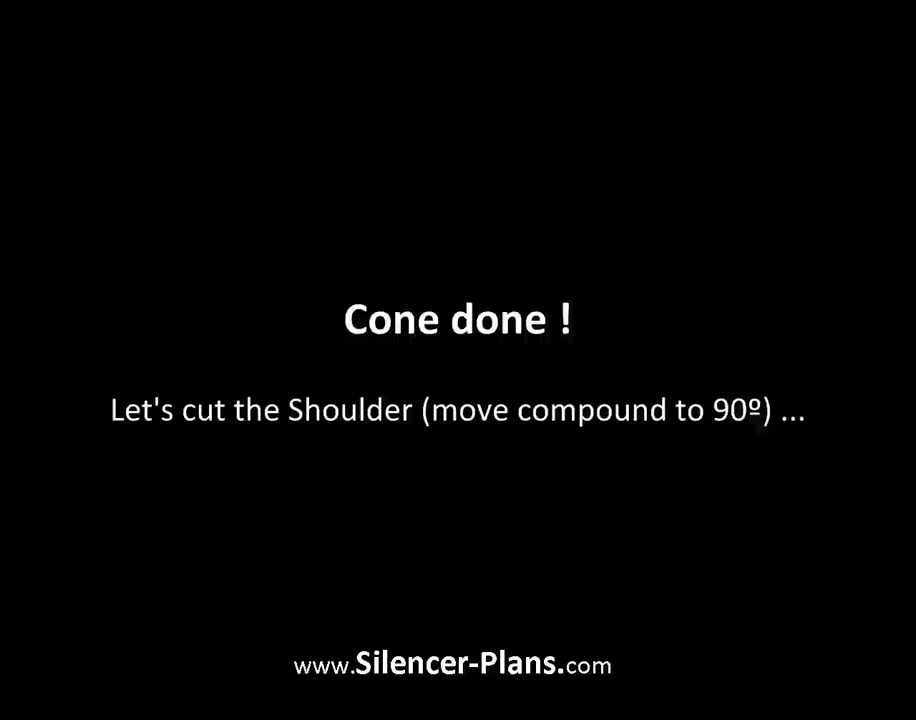 Cone done !
Let's cut the Shoulder (move compound to 90º) ...
www.Silencer-Plans.com